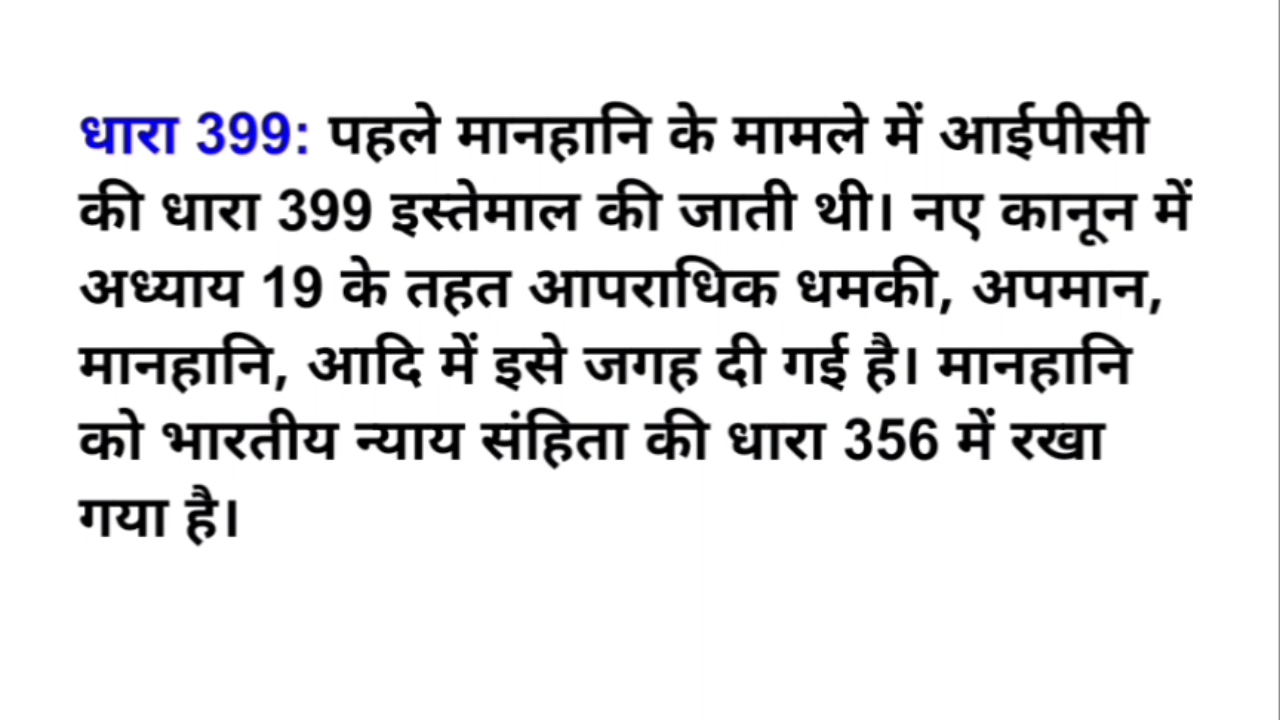 धारा 399: पहले मानहानि के मामले में आईपीसी
की धारा 399 इस्तेमाल की जाती थी। नए कानून में
अध्याय 19 के तहत आपराधिक धमकी, अपमान,
मानहानि, आदि में इसे जगह दी गई है। मानहानि
को भारतीय न्याय संहिता की धारा 356 में रखा
गया है।